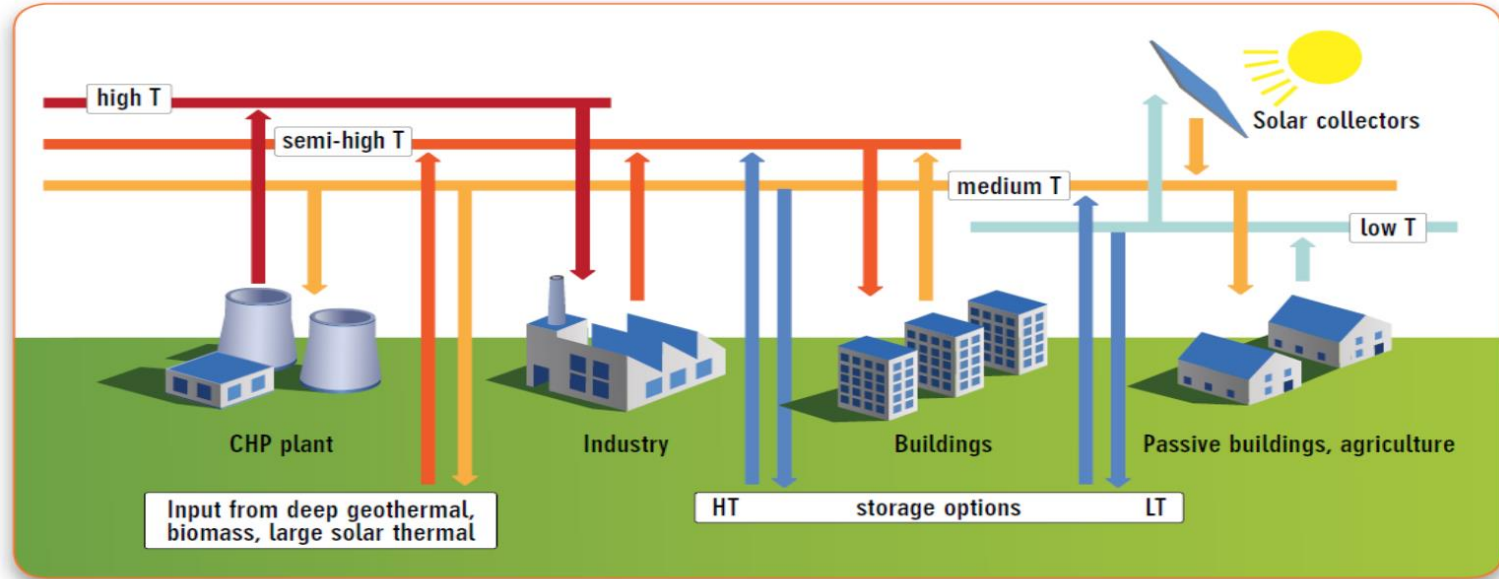 high T
semi-high T
Solar collectors
medium T
low T
CHP plant
Industry
Buildings
Passive buildings, agriculture
Input from deep geothermal,
biomass, large solar thermal
HT storage options LT